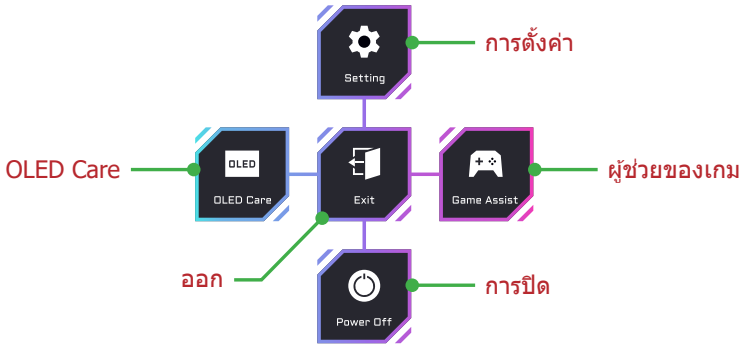 การตั้งค่า
Setting
OLED Care
OLED
OLED Care
Exit
Game Assist
ผู้ช่วยของเกม
ออก
Power Off
การปิด